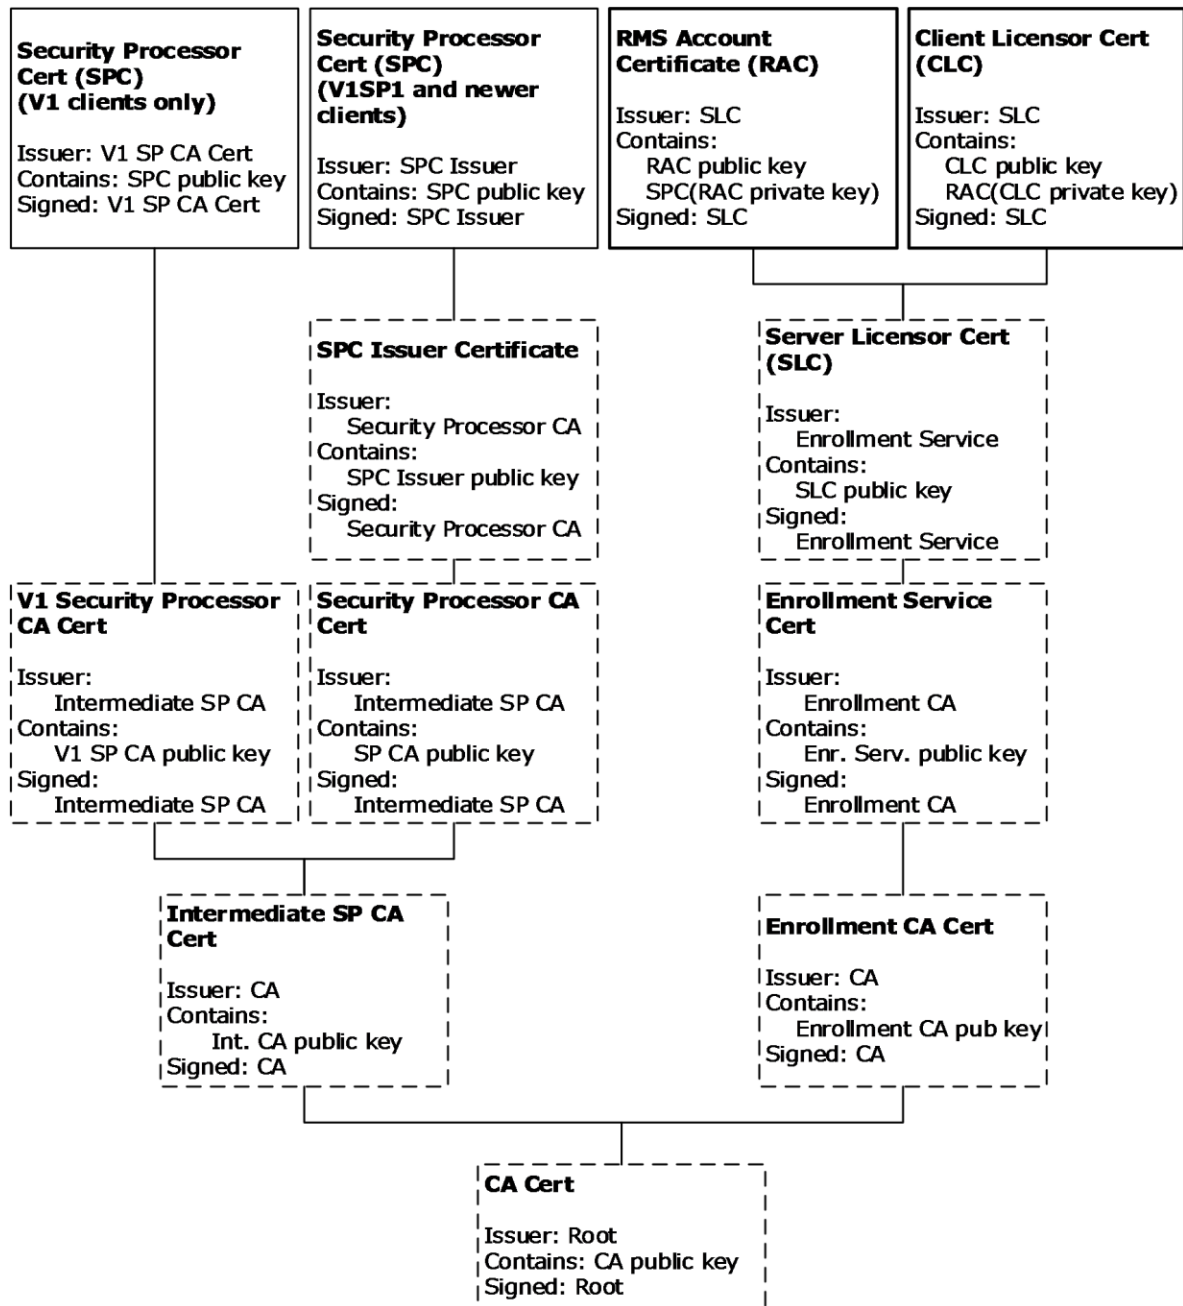 Security Processor
Cert (SPC)
(V1 clients only)
Issuer: V1 SP CA Cert
Contains: SPC public key
Signed: V1 SP CA Cert
Security Processor
Cert (SPC)
(V1SP1 and newer
clients)
Issuer: SPC Issuer
Contains: SPC public key
Signed: SPC Issuer
RMS Account
Certificate (RAC)
Issuer: SLC
Contains:
RAC public key
SPC(RAC private key)
Signed: SLC
Client Licensor Cert
(CLC)
Issuer: SLC
Contains:
CLC public key
RAC(CLC private key)
Signed: SLC
SPC Issuer Certificate
Issuer:
Security Processor CA
Contains:
SPC Issuer public key
Signed:
Security Processor CA
Server Licensor Cert
(SLC)
Issuer:
Enrollment Service
Contains:
SLC public key
Signed:
Enrollment Service
V1 Security Processor
CA Cert
Issuer:
Intermediate SP CA
Contains:
V1 SP CA public key
Signed:
Intermediate SP CA
Security Processor CA
Cert
Issuer:
Intermediate SP CA
Contains:
SP CA public key
Signed:
Intermediate SP CA
Enrollment Service
Cert
Issuer:
Enrollment CA
Contains:
Enr. Serv. public key
Signed:
Enrollment CA
Intermediate SP CA
Cert
Issuer: CA
Contains:
Int. CA public key
Signed: CA
Enrollment CA Cert
Issuer: CA
Contains:
Enrollment CA pub key
Signed: CA
CA Cert
Issuer: Root
Contains: CA public key
Signed: Root